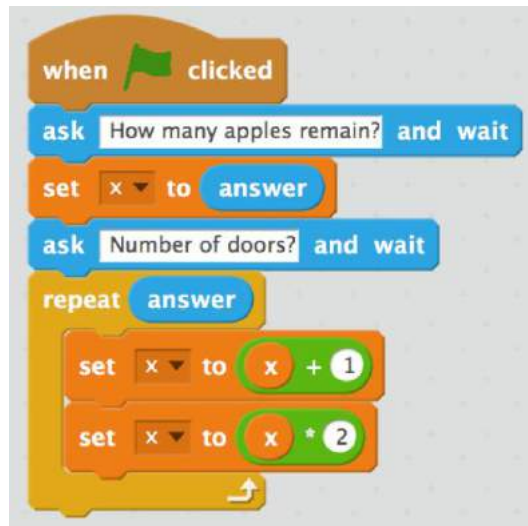 when clicked
ask How many apples remain? and wait
set x to answer
ask Number of doors? and wait
repeat answer
set x to x + 1
set x to x * 2